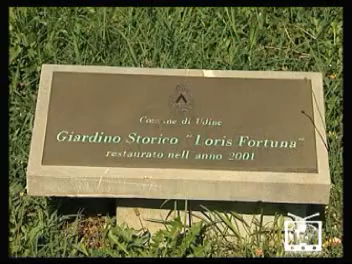 Comune di Udine
Giardino Storico "Loris Fortuna"
restaurato nell anno 2001